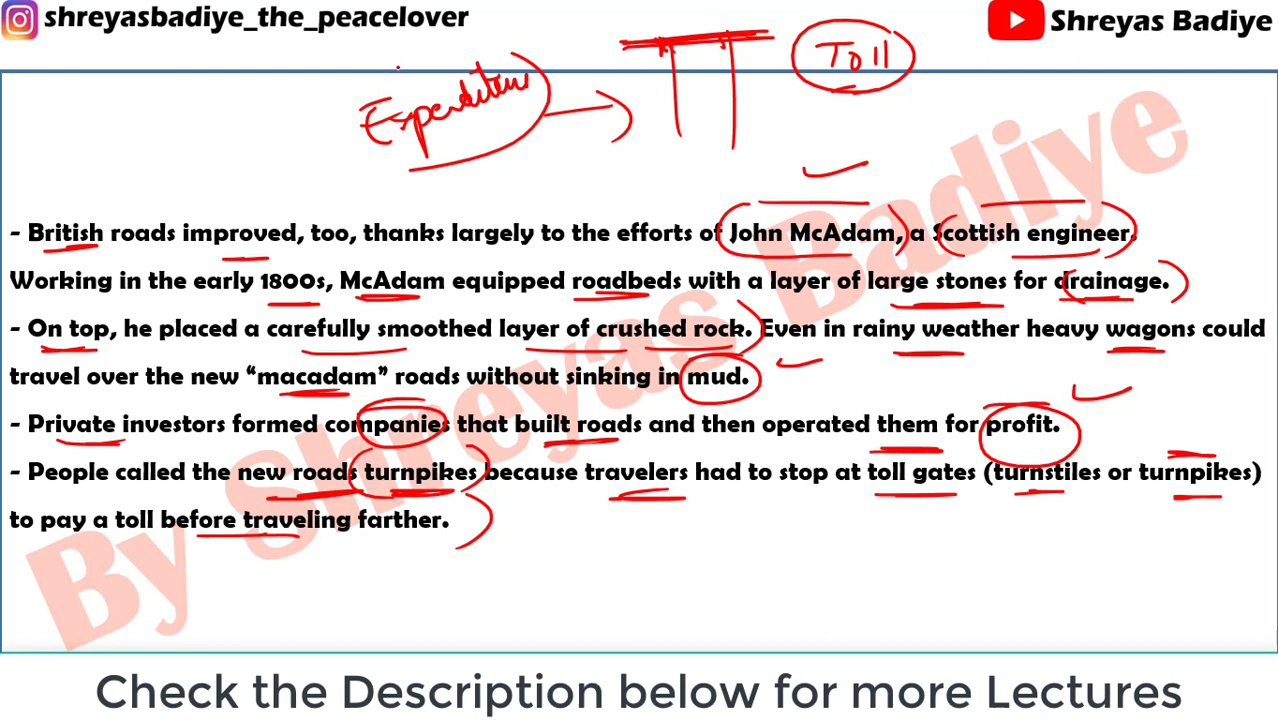 shreyasbadiye_the_peacelover
Shreyas Badiye
Toll
Expenditure
- British roads improved, too, thanks largely to the efforts of John McAdam, a Scottish engineer.
Working in the early 1800s, McAdam equipped roadbeds with a layer of large stones for drainage.
- On top, he placed a carefully smoothed layer of crushed rock. Even in rainy weather heavy wagons could
travel over the new “macadam” roads without sinking in mud.
- Private investors formed companies that built roads and then operated them for profit.
- People called the new roads turnpikes because travelers had to stop at toll gates (turnstiles or turnpikes)
to pay a toll before traveling farther.
By Shreyas Badiye
Check the Description below for more Lectures